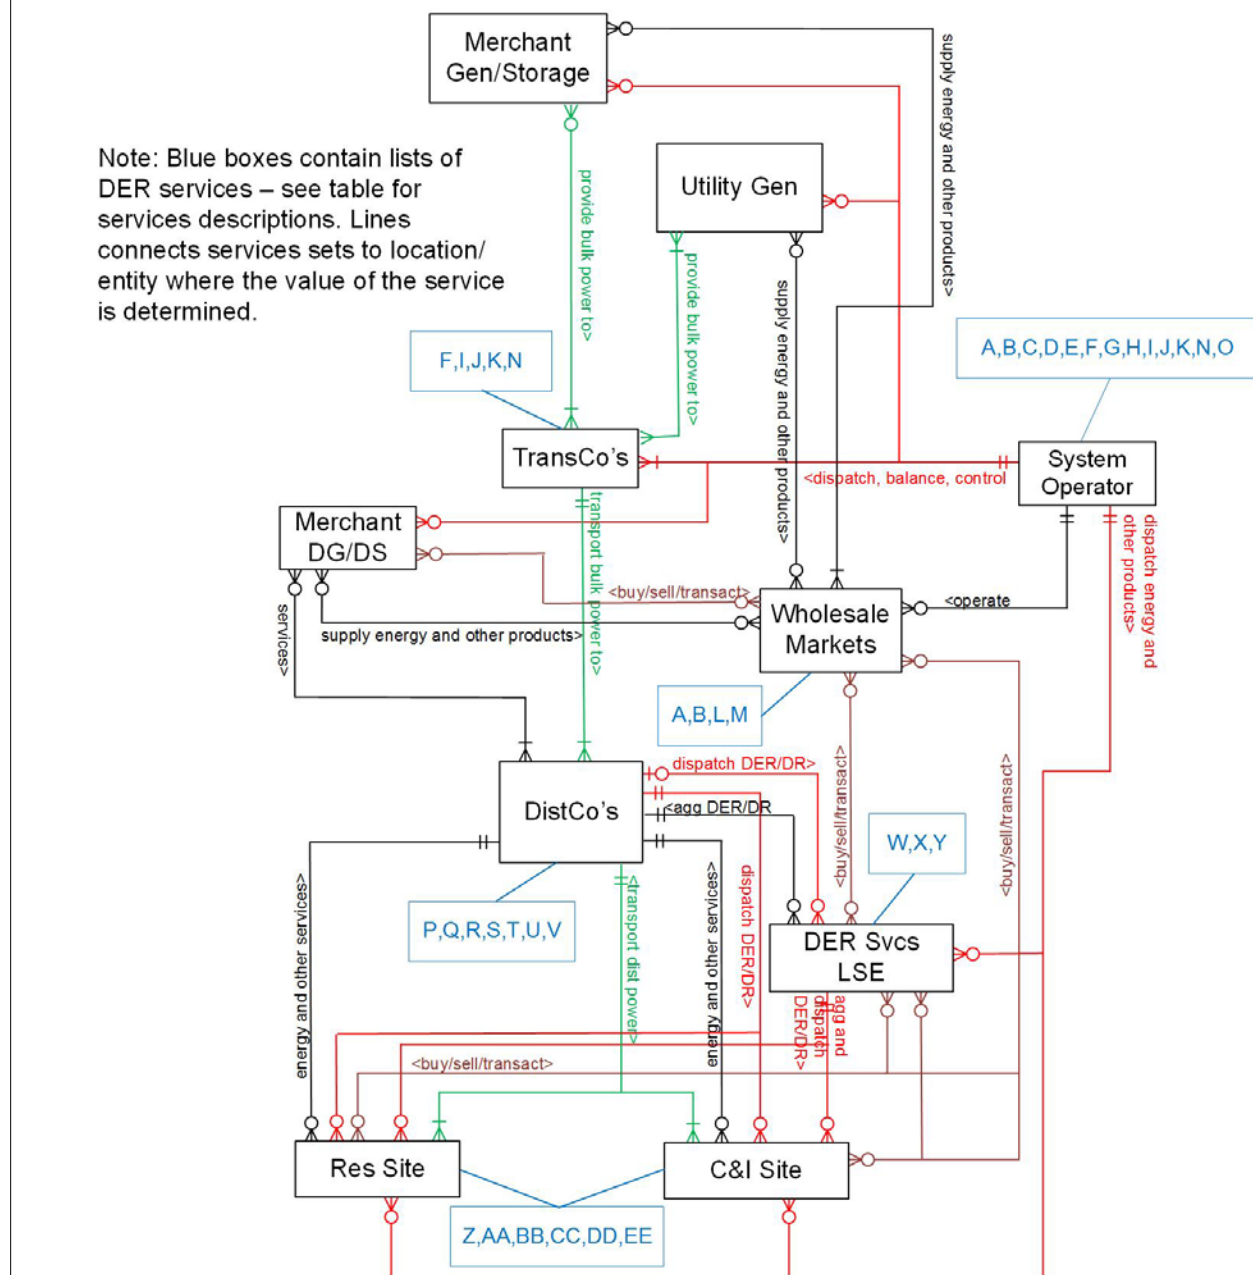 Merchant
Gen/Storage
supply energy and other products>
Note: Blue boxes contain lists of
DER services – see table for
services descriptions. Lines
connects services sets to location/
entity where the value of the service
is determined.
Utility Gen
provide bulk power to>
provide bulk power to>
supply energy and other products>
F,I,J,K,N
A,B,C,D,E,F,G,H,I,J,K,N,O
TransCo's
System
Operator
<dispatch, balance, control
Merchant
DG/DS
transport bulk power to>
dispatch energy and
other products>
<buy/sell/transact>
<operate
Wholesale
Markets
services>
supply energy and other products>
A,B,L,M
dispatch DER/DR>
DistCo's
<agg DER/DR
<buy/sell/transact>
<buy/sell/transact>
W,X,Y
P,Q,R,S,T,U,V
energy and other services>
<transport dist power>
energy and other services>
dispatch DER/DR>
DER Svcs
LSE
agg and
dispatch
DER/DR>
<buy/sell/transact>
Res Site
C&I Site
Z,AA,BB,CC,DD,EE